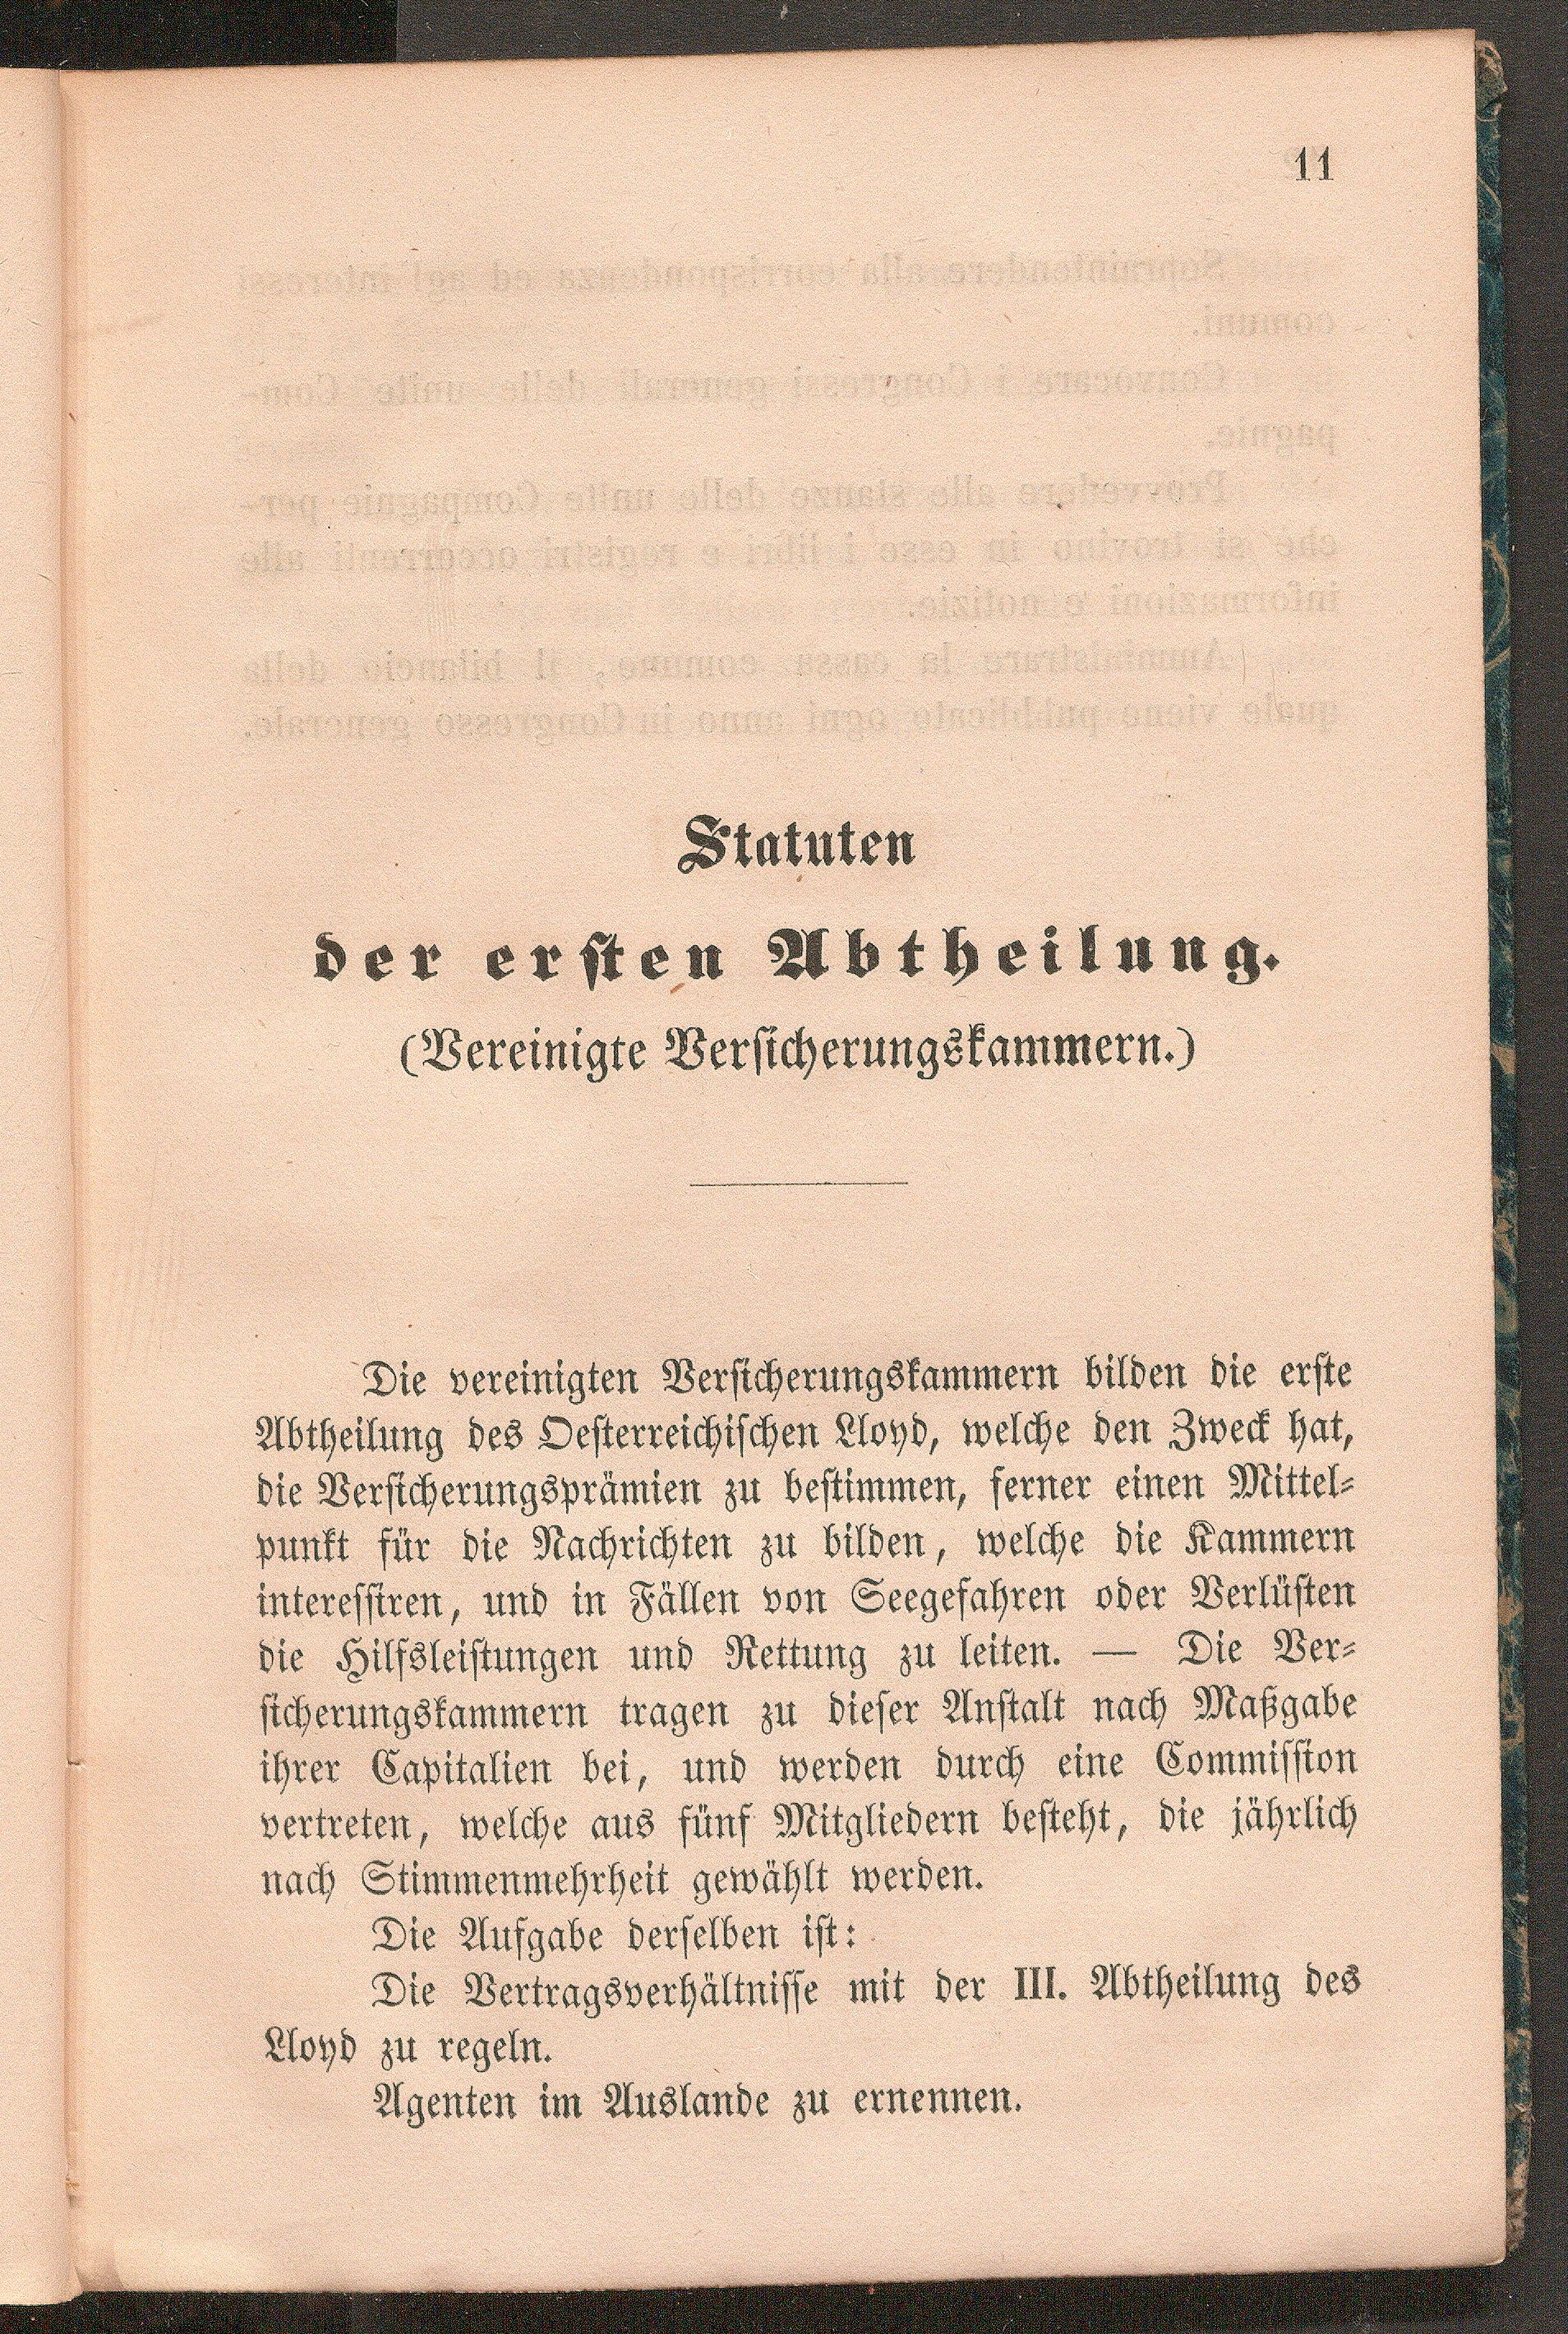 11
Statuten
der ersten Abtheilung.
(Vereinigte Versicherungskammern.)
Die vereinigten Versicherungskammern bilden die erste
Abtheilung des Oesterreichischen Lloyd, welche den Zweck hat,
die Versicherungsprämien zu bestimmen, ferner einen Mittel-
punkt für die Nachrichten zu bilden, welche die Kammern
interessiren, und in Fällen von Seegefahren oder Verlüsten
die Hilfsleistungen und Rettung zu leiten. — Die Ver-
sicherungskammern tragen zu dieser Anstalt nach Maßgabe
ihrer Capitalien bei, und werden durch eine Commission
vertreten, welche aus fünf Mitgliedern besteht, die jährlich
nach Stimmenmehrheit gewählt werden.
Die Aufgabe derselben ist:
Die Vertragsverhältnisse mit der III. Abtheilung des
Lloyd zu regeln.
Agenten im Auslande zu ernennen.